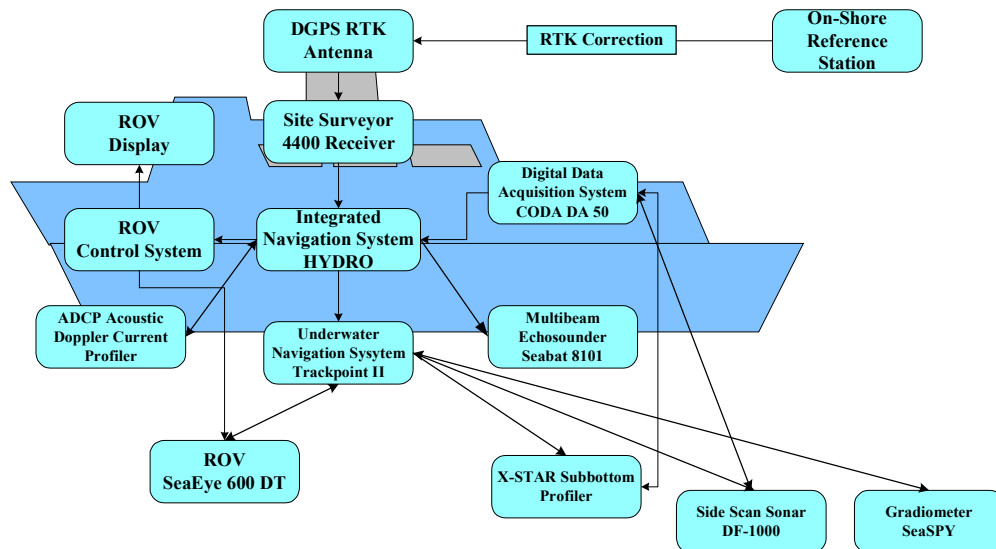 DGPS RTK
Antenna
RTK Correction
On-Shore
Reference
Station
ROV
Display
Site Surveyor
4400 Receiver
Digital Data
Acquisition System
CODA DA 50
ROV
Control System
Integrated
Navigation System
HYDRO
ADCP Acoustic
Doppler Current
Profiler
Underwater
Navigation Sysytem
Trackpoint II
Multibeam
Echosounder
Seabat 8101
ROV
SeaEye 600 DT
X-STAR Subbottom
Profiler
Side Scan Sonar
DF-1000
Gradiometer
SeaSPY